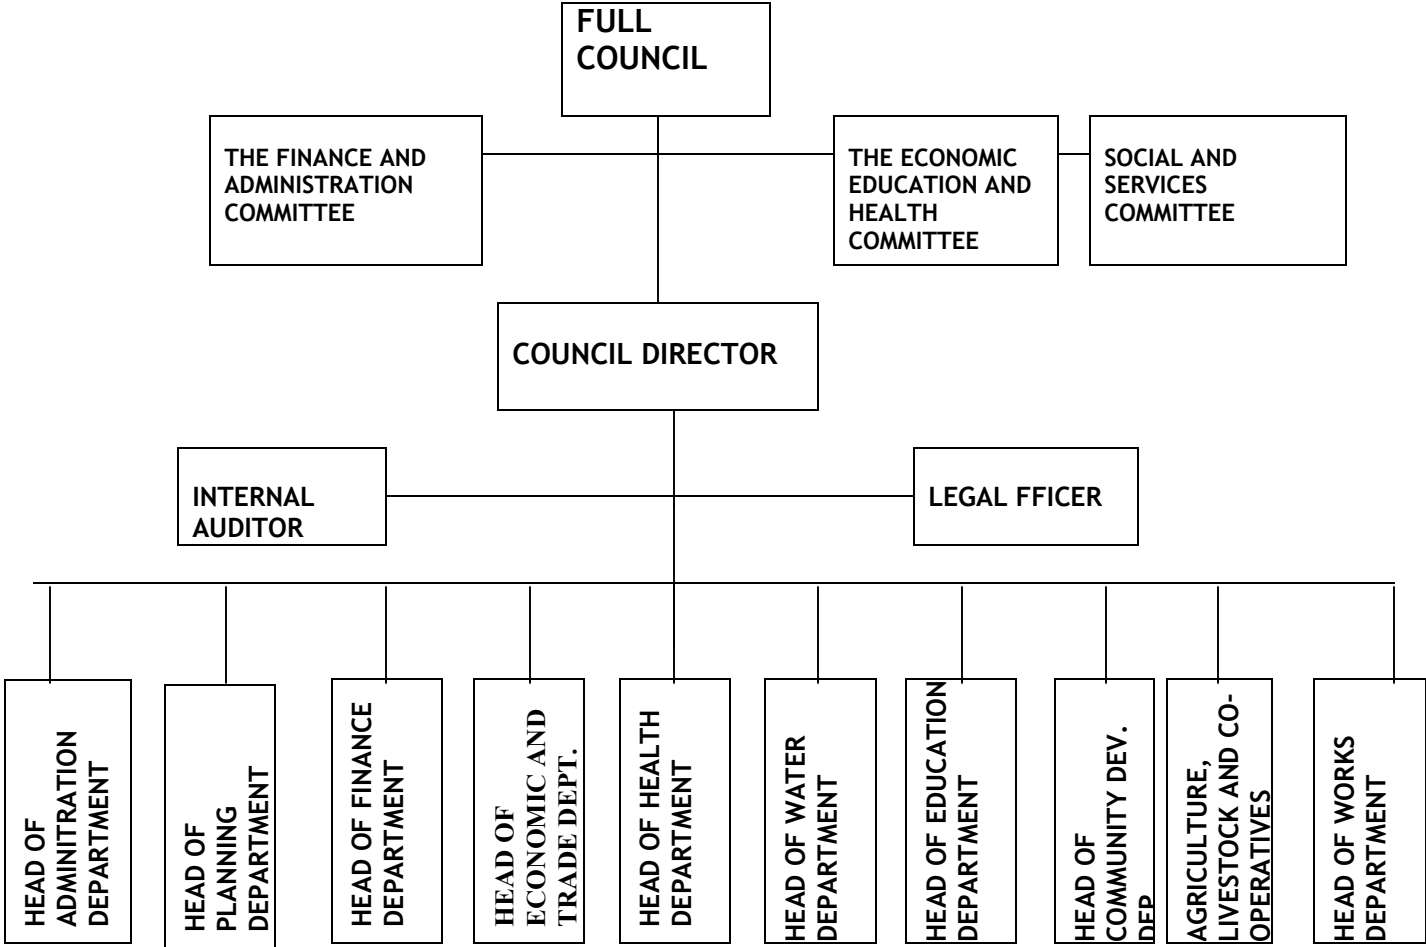 FULL
COUNCIL
THE FINANCE AND
ADMINISTRATION
COMMITTEE
THE ECONOMIC
EDUCATION AND
HEALTH
COMMITTEE
SOCIAL AND
SERVICES
COMMITTEE
COUNCIL DIRECTOR
INTERNAL
AUDITOR
LEGAL FFICER
HEAD OF
ADMINITRATION
DEPARTMENT
HEAD OF
PLANNING
DEPARTMENT
HEAD OF FINANCE
DEPARTMENT
HEAD OF
ECONOMIC AND
TRADE DEPT.
HEAD OF HEALTH
DEPARTMENT
HEAD OF WATER
DEPARTMENT
HEAD OF EDUCATION
DEPARTMENT
HEAD OF
COMMUNITY DEV.
DEP
AGRICULTURE,
LIVESTOCK AND CO-
OPERATIVES
HEAD OF WORKS
DEPARTMENT